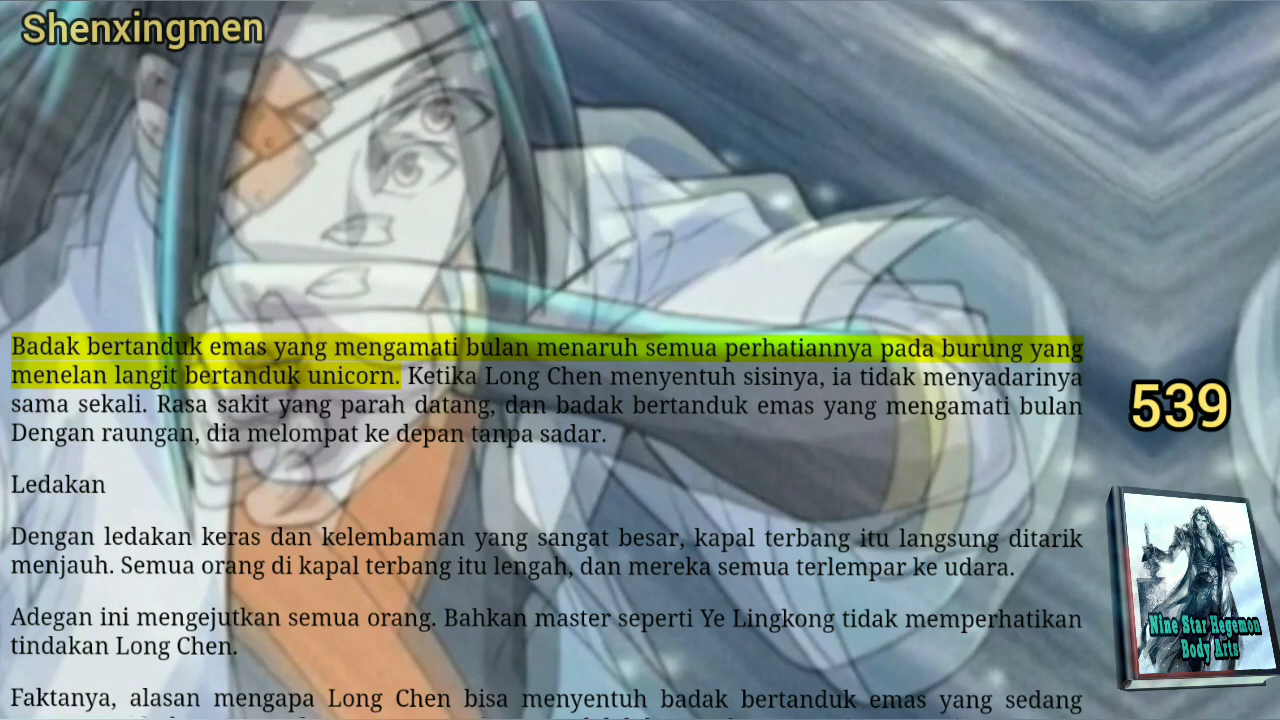 Shenxingmen
Badak bertanduk emas yang mengamati bulan menaruh semua perhatiannya pada burung yang
menelan langit bertanduk unicorn. Ketika Long Chen menyentuh sisinya, ia tidak menyadarinya
sama sekali. Rasa sakit yang parah datang, dan badak bertanduk emas yang mengamati bulan
Dengan raungan, dia melompat ke depan tanpa sadar.
Ledakan
Dengan ledakan keras dan kelembaman yang sangat besar, kapal terbang itu langsung ditarik
menjauh. Semua orang di kapal terbang itu lengah, dan mereka semua terlempar ke udara.
Adegan ini mengejutkan semua orang. Bahkan master seperti Ye Lingkong tidak memperhatikan
tindakan Long Chen.
Faktanya, alasan mengapa Long Chen bisa menyentuh badak bertanduk emas yang sedang
539
Nine Star Hegemon
Body Arts